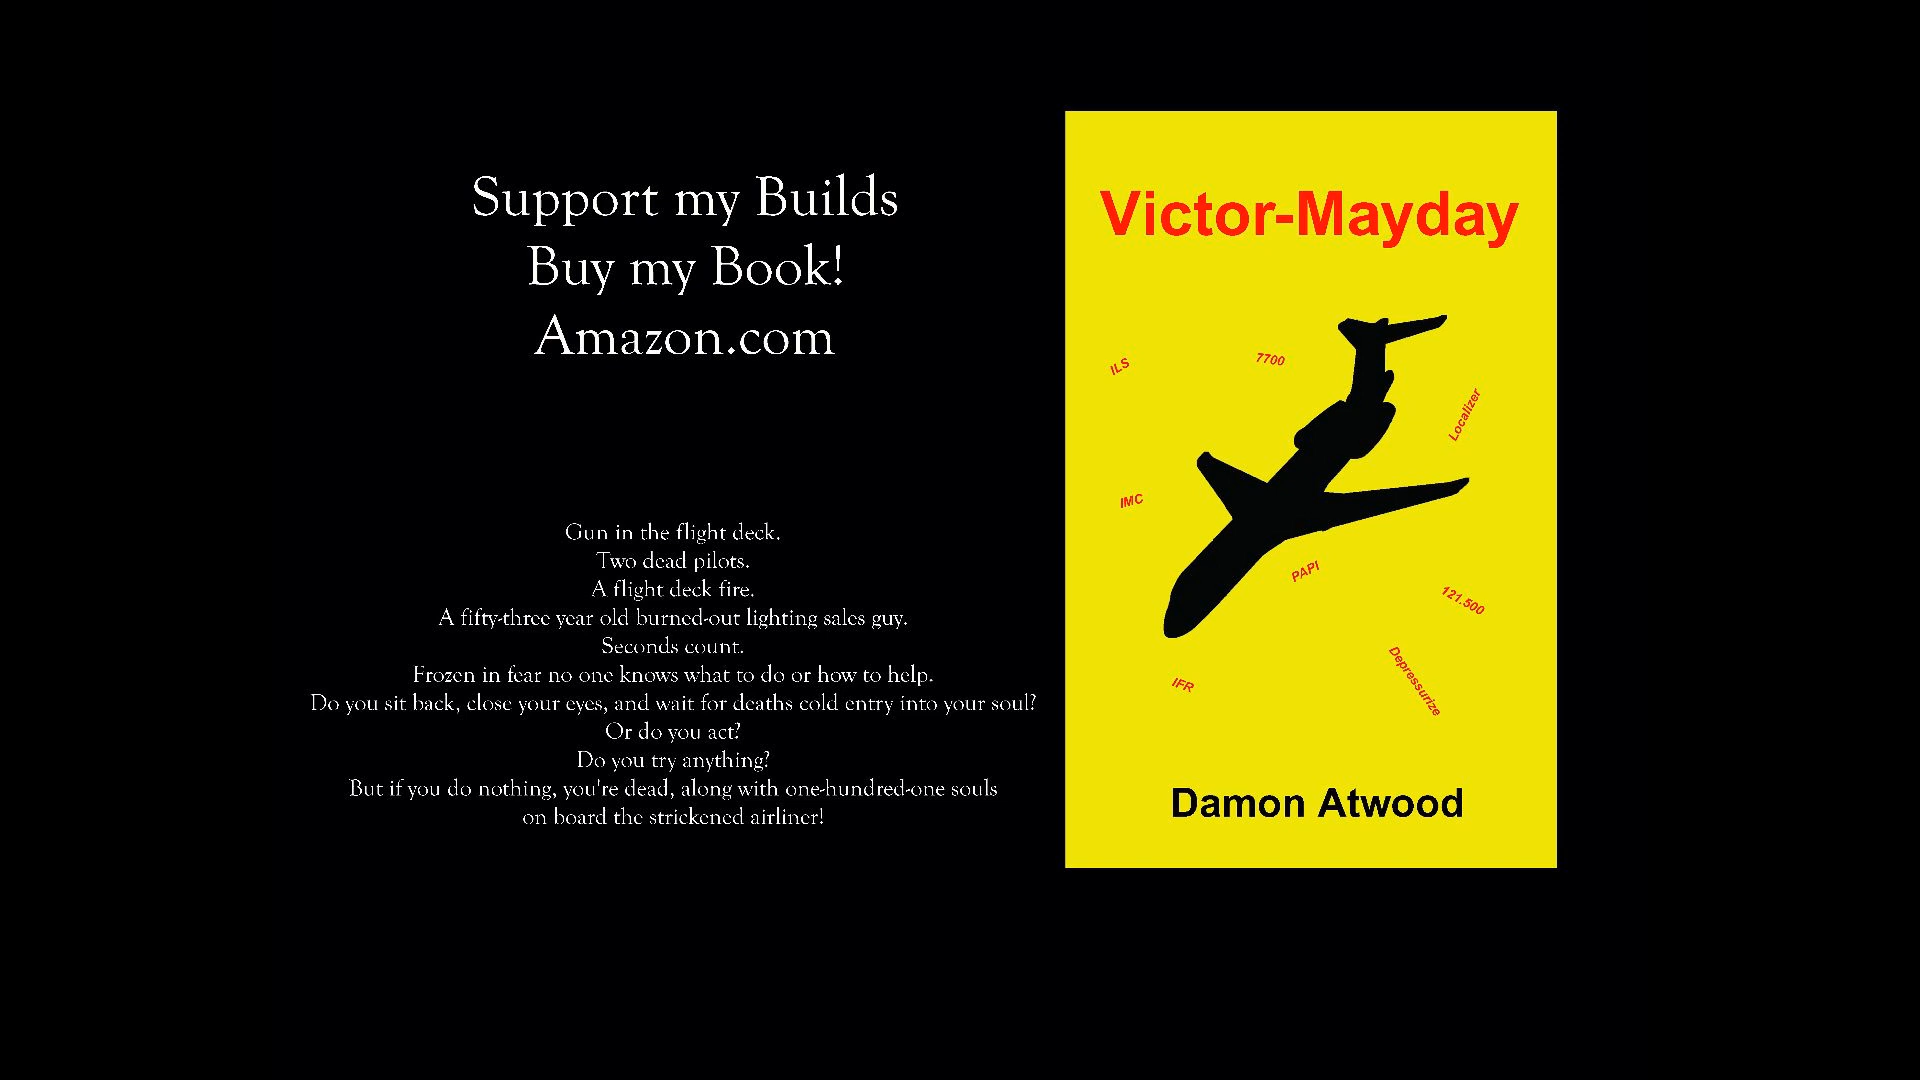 Support my Builds
Buy my Book!
Amazon.com
Gun in the flight deck.
Two dead pilots.
A flight deck fire.
A fifty-three year old burned-out lighting sales guy.
Seconds count.
Frozen in fear no one knows what to do or how to help.
Do you sit back, close your eyes, and wait for deaths cold entry into your soul?
Or do you act?
Do you try anything?
But if you do nothing, you're dead, along with one-hundred-one souls
on board the strickened airliner!
Victor-Mayday
ILS
7700
Localizer
IMC
PAPI
121.500
Depressurize
IFR
Damon Atwood